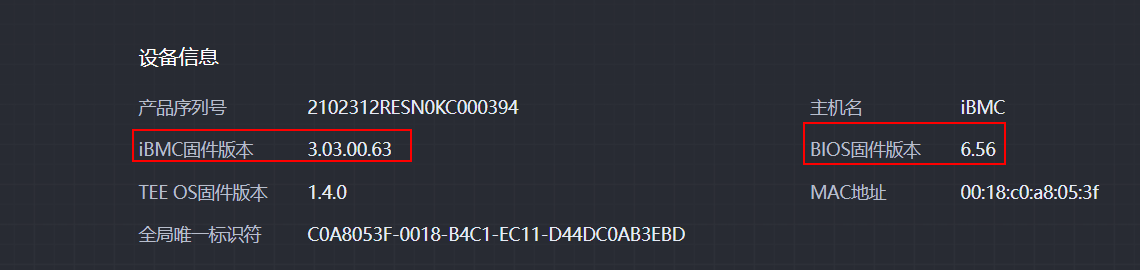 设备信息
产品序列号 2102312RESN0KC000394 主机名 iBMC
iBMC固件版本 3.03.00.63 BIOS固件版本 6.56
TEE OS固件版本 1.4.0 MAC地址 00:18:c0:a8:05:3f
全局唯一标识符 C0A8053F-0018-B4C1-EC11-D44DC0AB3EBD